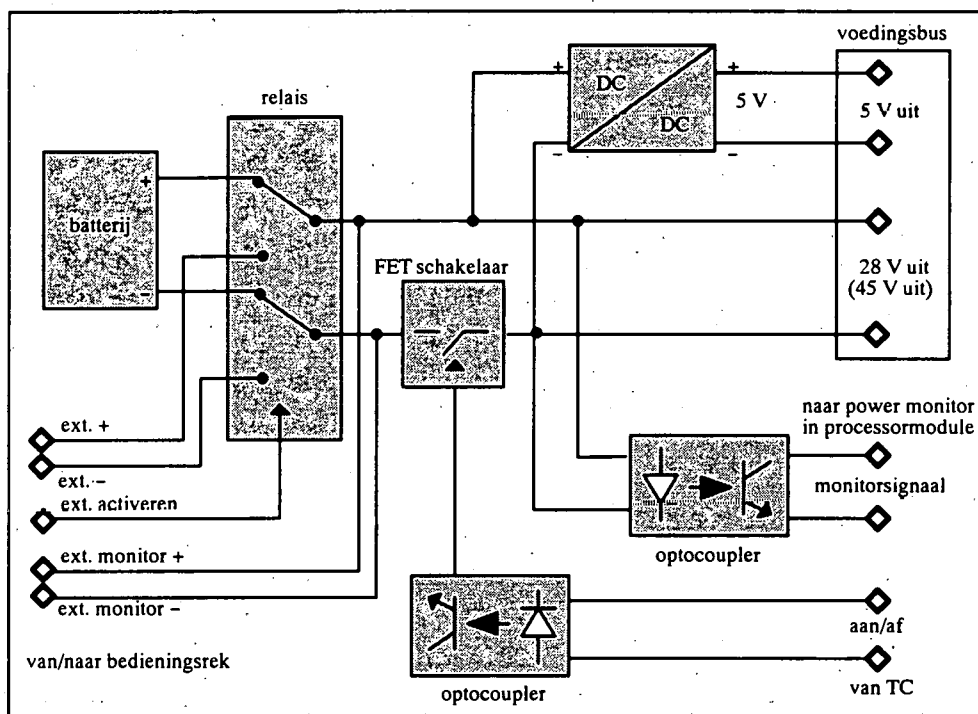 voedingsbus
+ DC +
relais
5 V
5 V uit
DC
− −
+
batterij
28 V uit
FET schakelaar
(45 V uit)
−
naar power monitor
in processormodule
ext. +
ext. −
monitorsignaal
ext. activeren
optocoupler
ext. monitor +
ext. monitor −
aan/af
van/naar bedieningsrek
optocoupler
van TC